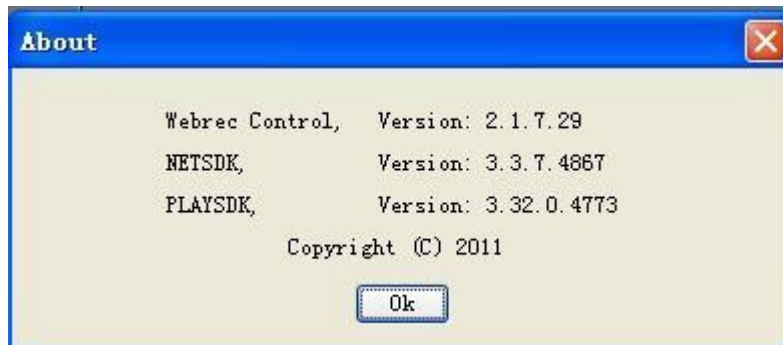 About
Webrec Control, Version: 2.1.7.29
NETSDK, Version: 3.3.7.4867
PLAYSDK, Version: 3.32.0.4773
Copyright (C) 2011
Ok